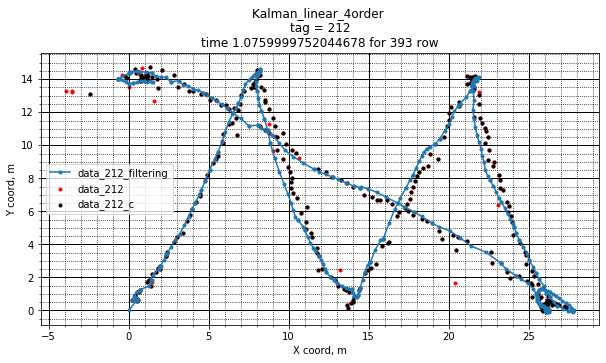 Kalman_linear_4order
tag = 212
time 1.0759999752044678 for 393 row
14
12
10
8
6
4
2
0
Y coord, m
data_212_filtering
data_212
data_212_c
−5
0
5
10
15
20
25
X coord, m